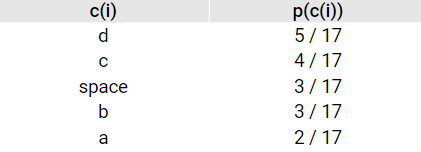 c(i) p(c(i))
d 5 / 17
c 4 / 17
space 3 / 17
b 3 / 17
a 2 / 17